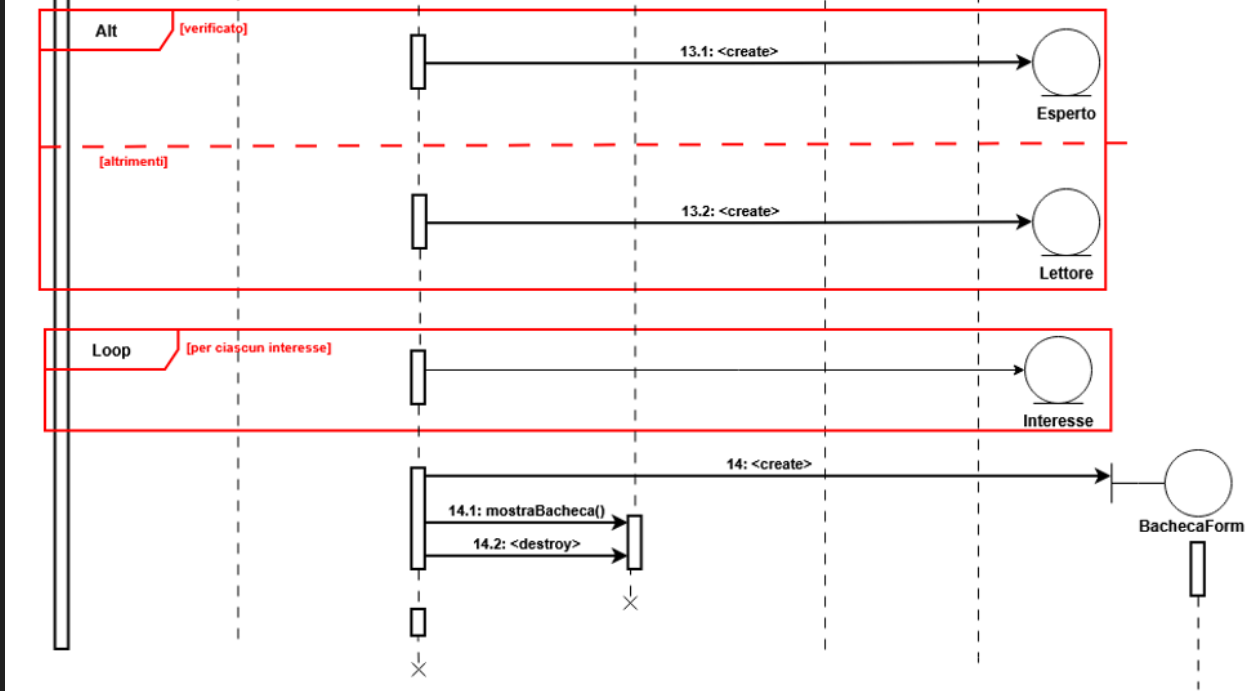 Alt
[verificato]
13.1: <create>
Esperto
[altrimenti]
13.2: <create>
Lettore
Loop
[per ciascun interesse]
Interesse
14: <create>
14.1: mostraBacheca()
BachecaForm
14.2: <destroy>